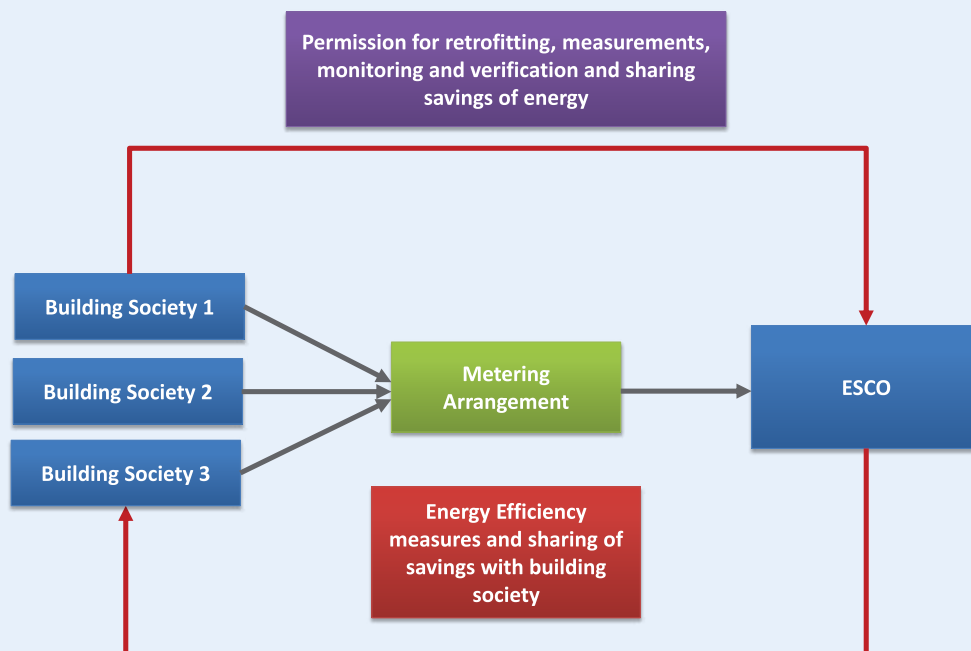 Permission for retrofitting, measurements,
monitoring and verification and sharing
savings of energy
Building Society 1
Building Society 2
Building Society 3
Metering
Arrangement
ESCO
Energy Efficiency
measures and sharing of
savings with building
society